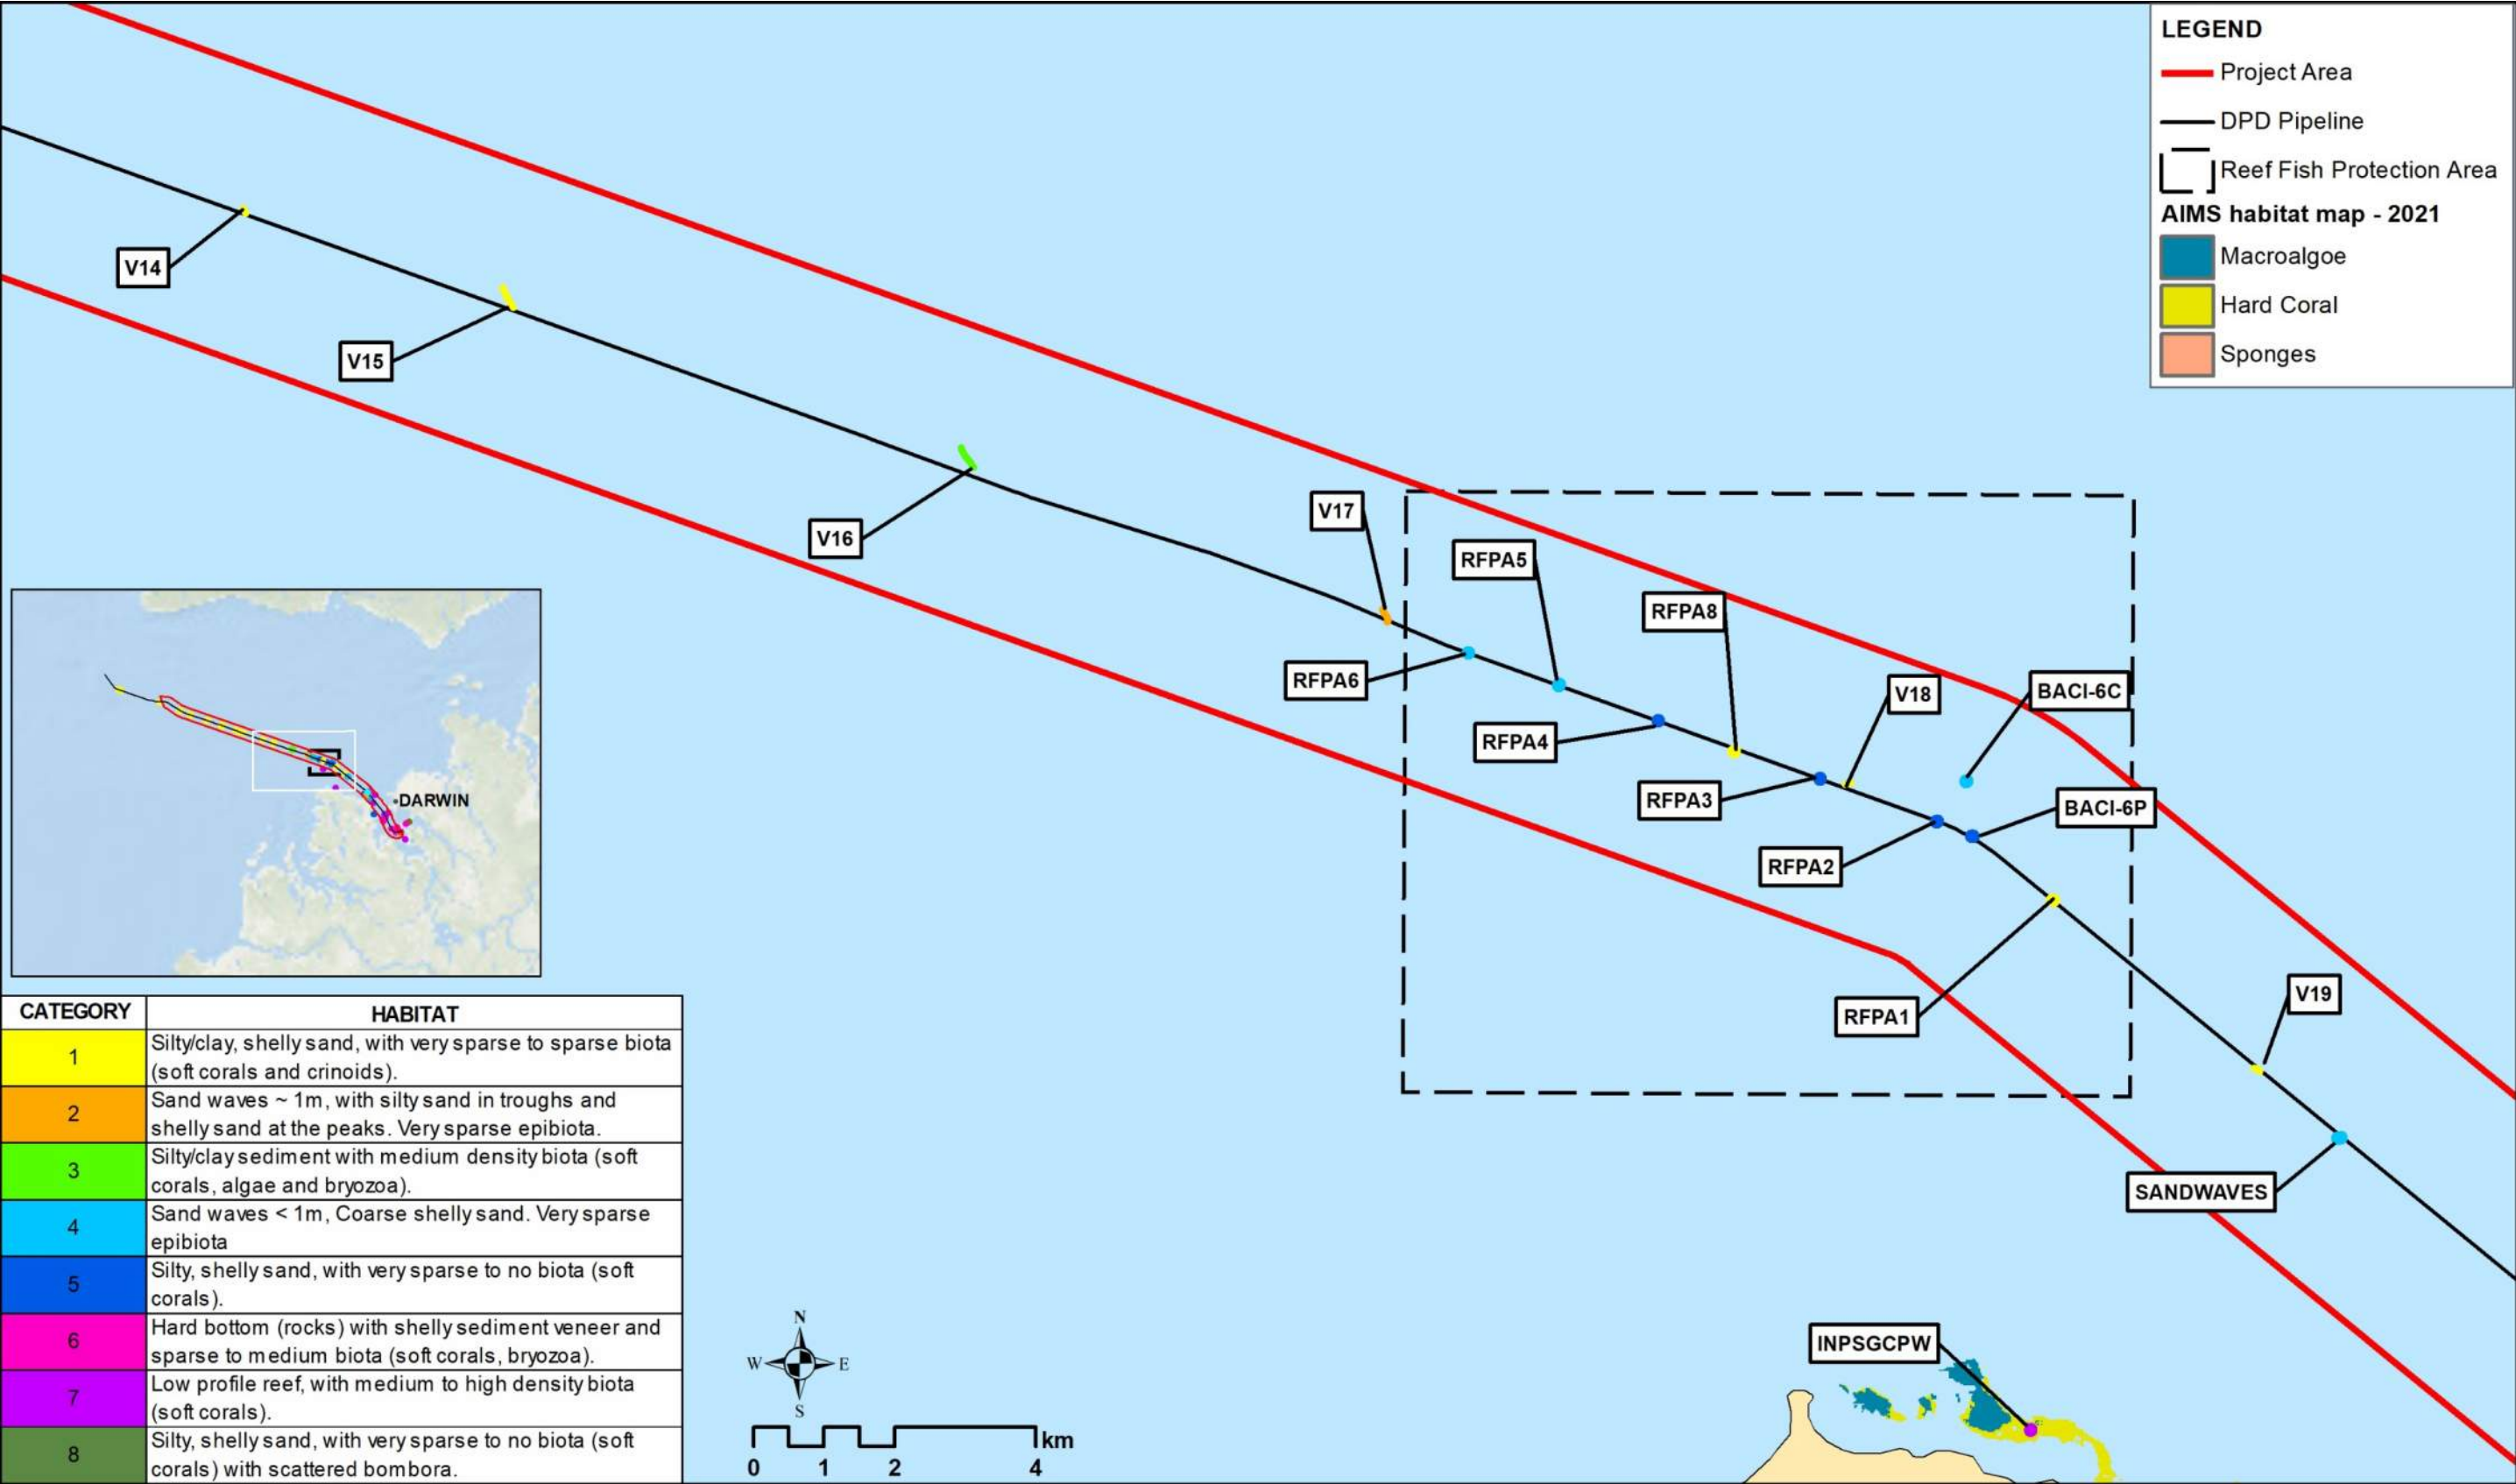 LEGEND
Project Area
DPD Pipeline
Reef Fish Protection Area
AIMS habitat map - 2021
Macroalgoe
Hard Coral
Sponges
V14
V15
V16
V17
RFPA5
RFPA8
RFPA6
V18
BACI-6C
RFPA4
RFPA3
BACI-6P
RFPA2
RFPA1
V19
SANDWAVES
INPSGCPW
DARWIN
CATEGORY HABITAT
1 Silty/clay, shelly sand, with very sparse to sparse biota
(soft corals and crinoids).
2 Sand waves ~ 1m, with silty sand in troughs and
shelly sand at the peaks. Very sparse epibiota.
3 Silty/clay sediment with medium density biota (soft
corals, algae and bryozoa).
4 Sand waves < 1m, Coarse shelly sand. Very sparse
epibiota
5 Silty, shelly sand, with very sparse to no biota (soft
corals).
6 Hard bottom (rocks) with shelly sediment veneer and
sparse to medium biota (soft corals, bryozoa).
7 Low profile reef, with medium to high density biota
(soft corals).
8 Silty, shelly sand, with very sparse to no biota (soft
corals) with scattered bombora.
N
W E
S
km
0 1 2 4